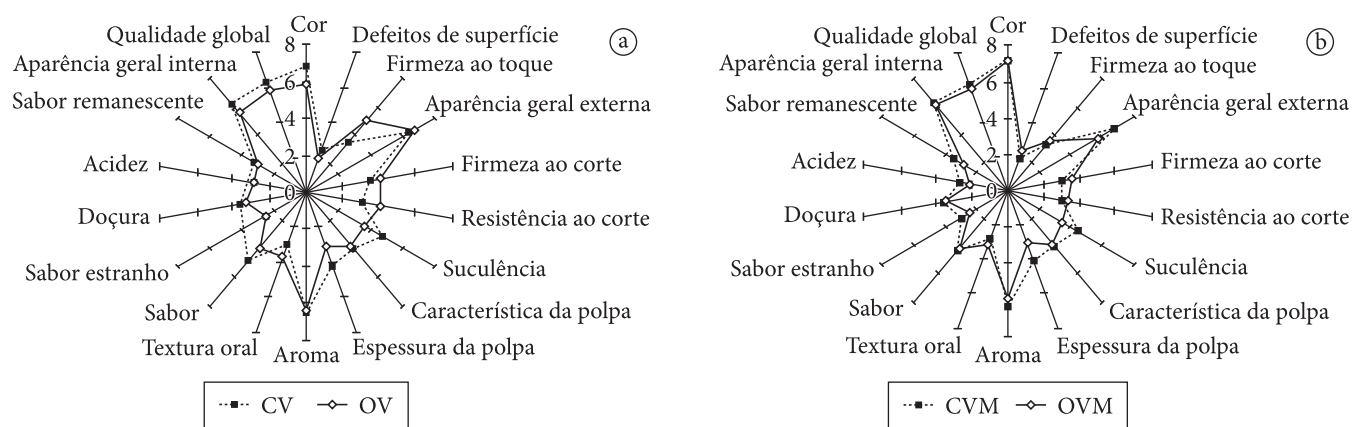 a
Cor
Defeitos de superfície
Firmeza ao toque
Aparência geral externa
Firmeza ao corte
Resistência ao corte
Suculência
Característica da polpa
Espessura da polpa
Aroma
Textura oral
Sabor
Sabor estranho
Doçura
Acidez
Sabor remanescente
Aparência geral interna
Qualidade global
8
6
4
2
0
CV OV
b
Cor
Defeitos de superfície
Firmeza ao toque
Aparência geral externa
Firmeza ao corte
Resistência ao corte
Suculência
Característica da polpa
Espessura da polpa
Aroma
Textura oral
Sabor
Sabor estranho
Doçura
Acidez
Sabor remanescente
Aparência geral interna
Qualidade global
8
6
4
2
0
CVM OVM